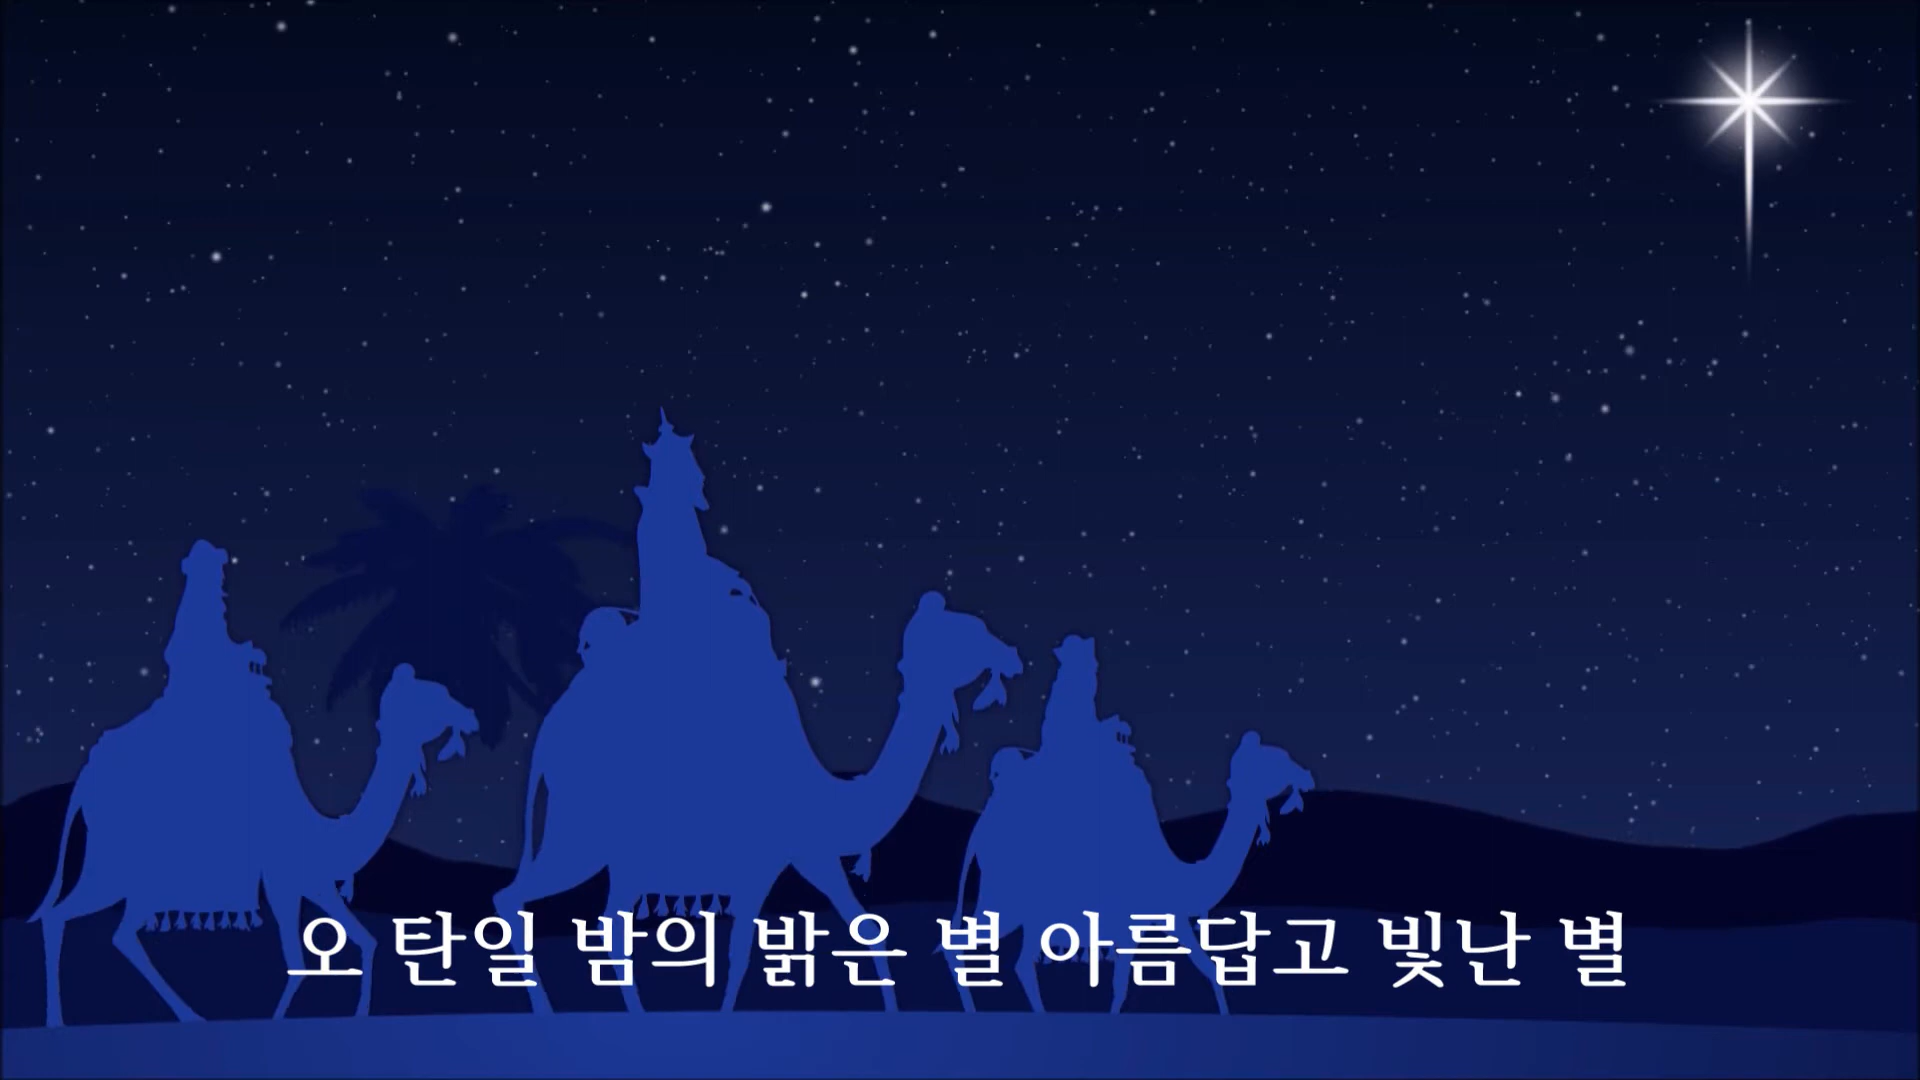 오 탄일 밤의 밝은 별 아름답고 빛난 별